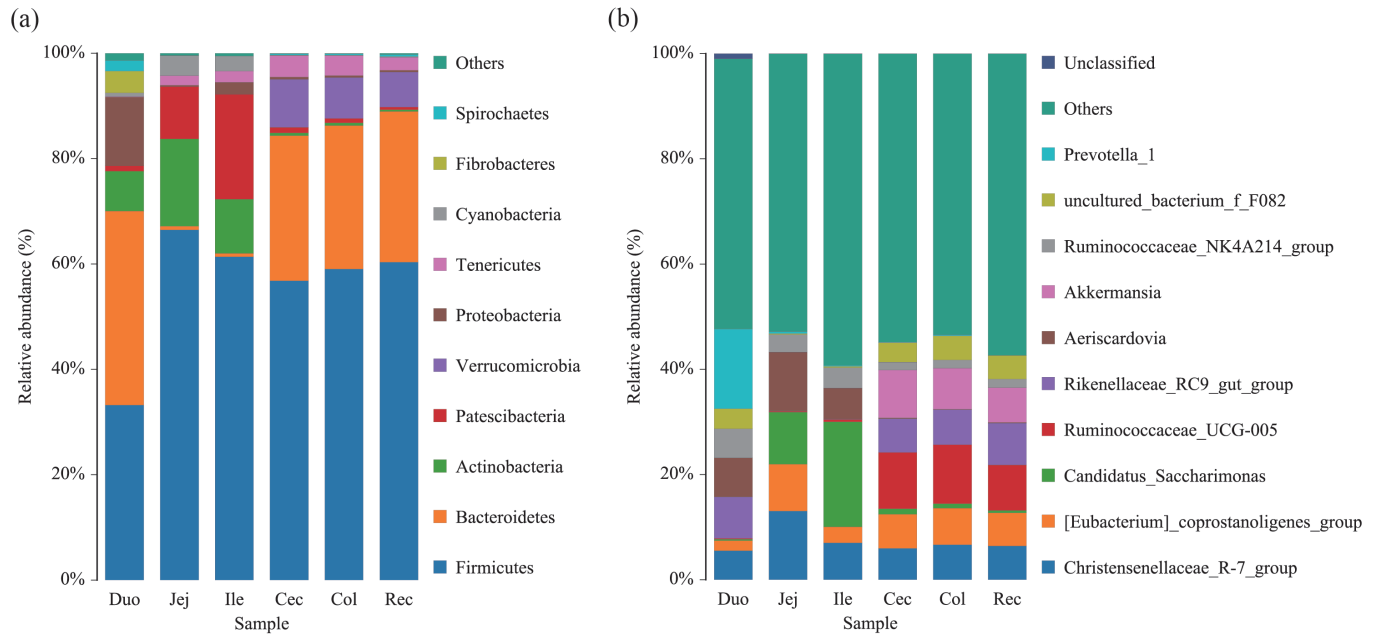 (a)
100%
80%
60%
40%
20%
0%
Relative abundance (%)
Duo Jej Ile Cec Col Rec
Sample
Others
Spirochaetes
Fibrobacteres
Cyanobacteria
Tenericutes
Proteobacteria
Verrucomicrobia
Patescibacteria
Actinobacteria
Bacteroidetes
Firmicutes
(b)
100%
80%
60%
40%
20%
0%
Relative abundance (%)
Duo Jej Ile Cec Col Rec
Sample
Unclassified
Others
Prevotella_1
uncultured_bacterium_f_F082
Ruminococcaceae_NK4A214_group
Akkermansia
Aeriscardovia
Rikenellaceae_RC9_gut_group
Ruminococcaceae_UCG-005
Candidatus_Saccharimonas
[Eubacterium]_coprostanoligenes_group
Christensenellaceae_R-7_group